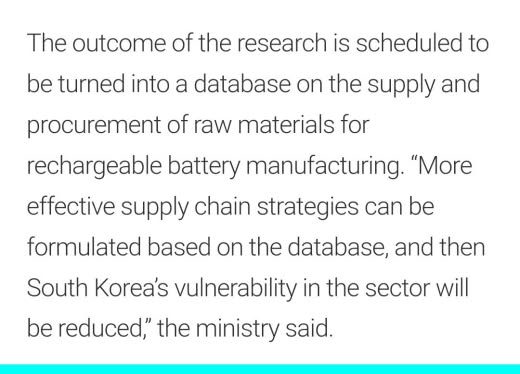 The outcome of the research is scheduled to
be turned into a database on the supply and
procurement of raw materials for
rechargeable battery manufacturing. “More
effective supply chain strategies can be
formulated based on the database, and then
South Korea’s vulnerability in the sector will
be reduced,” the ministry said.